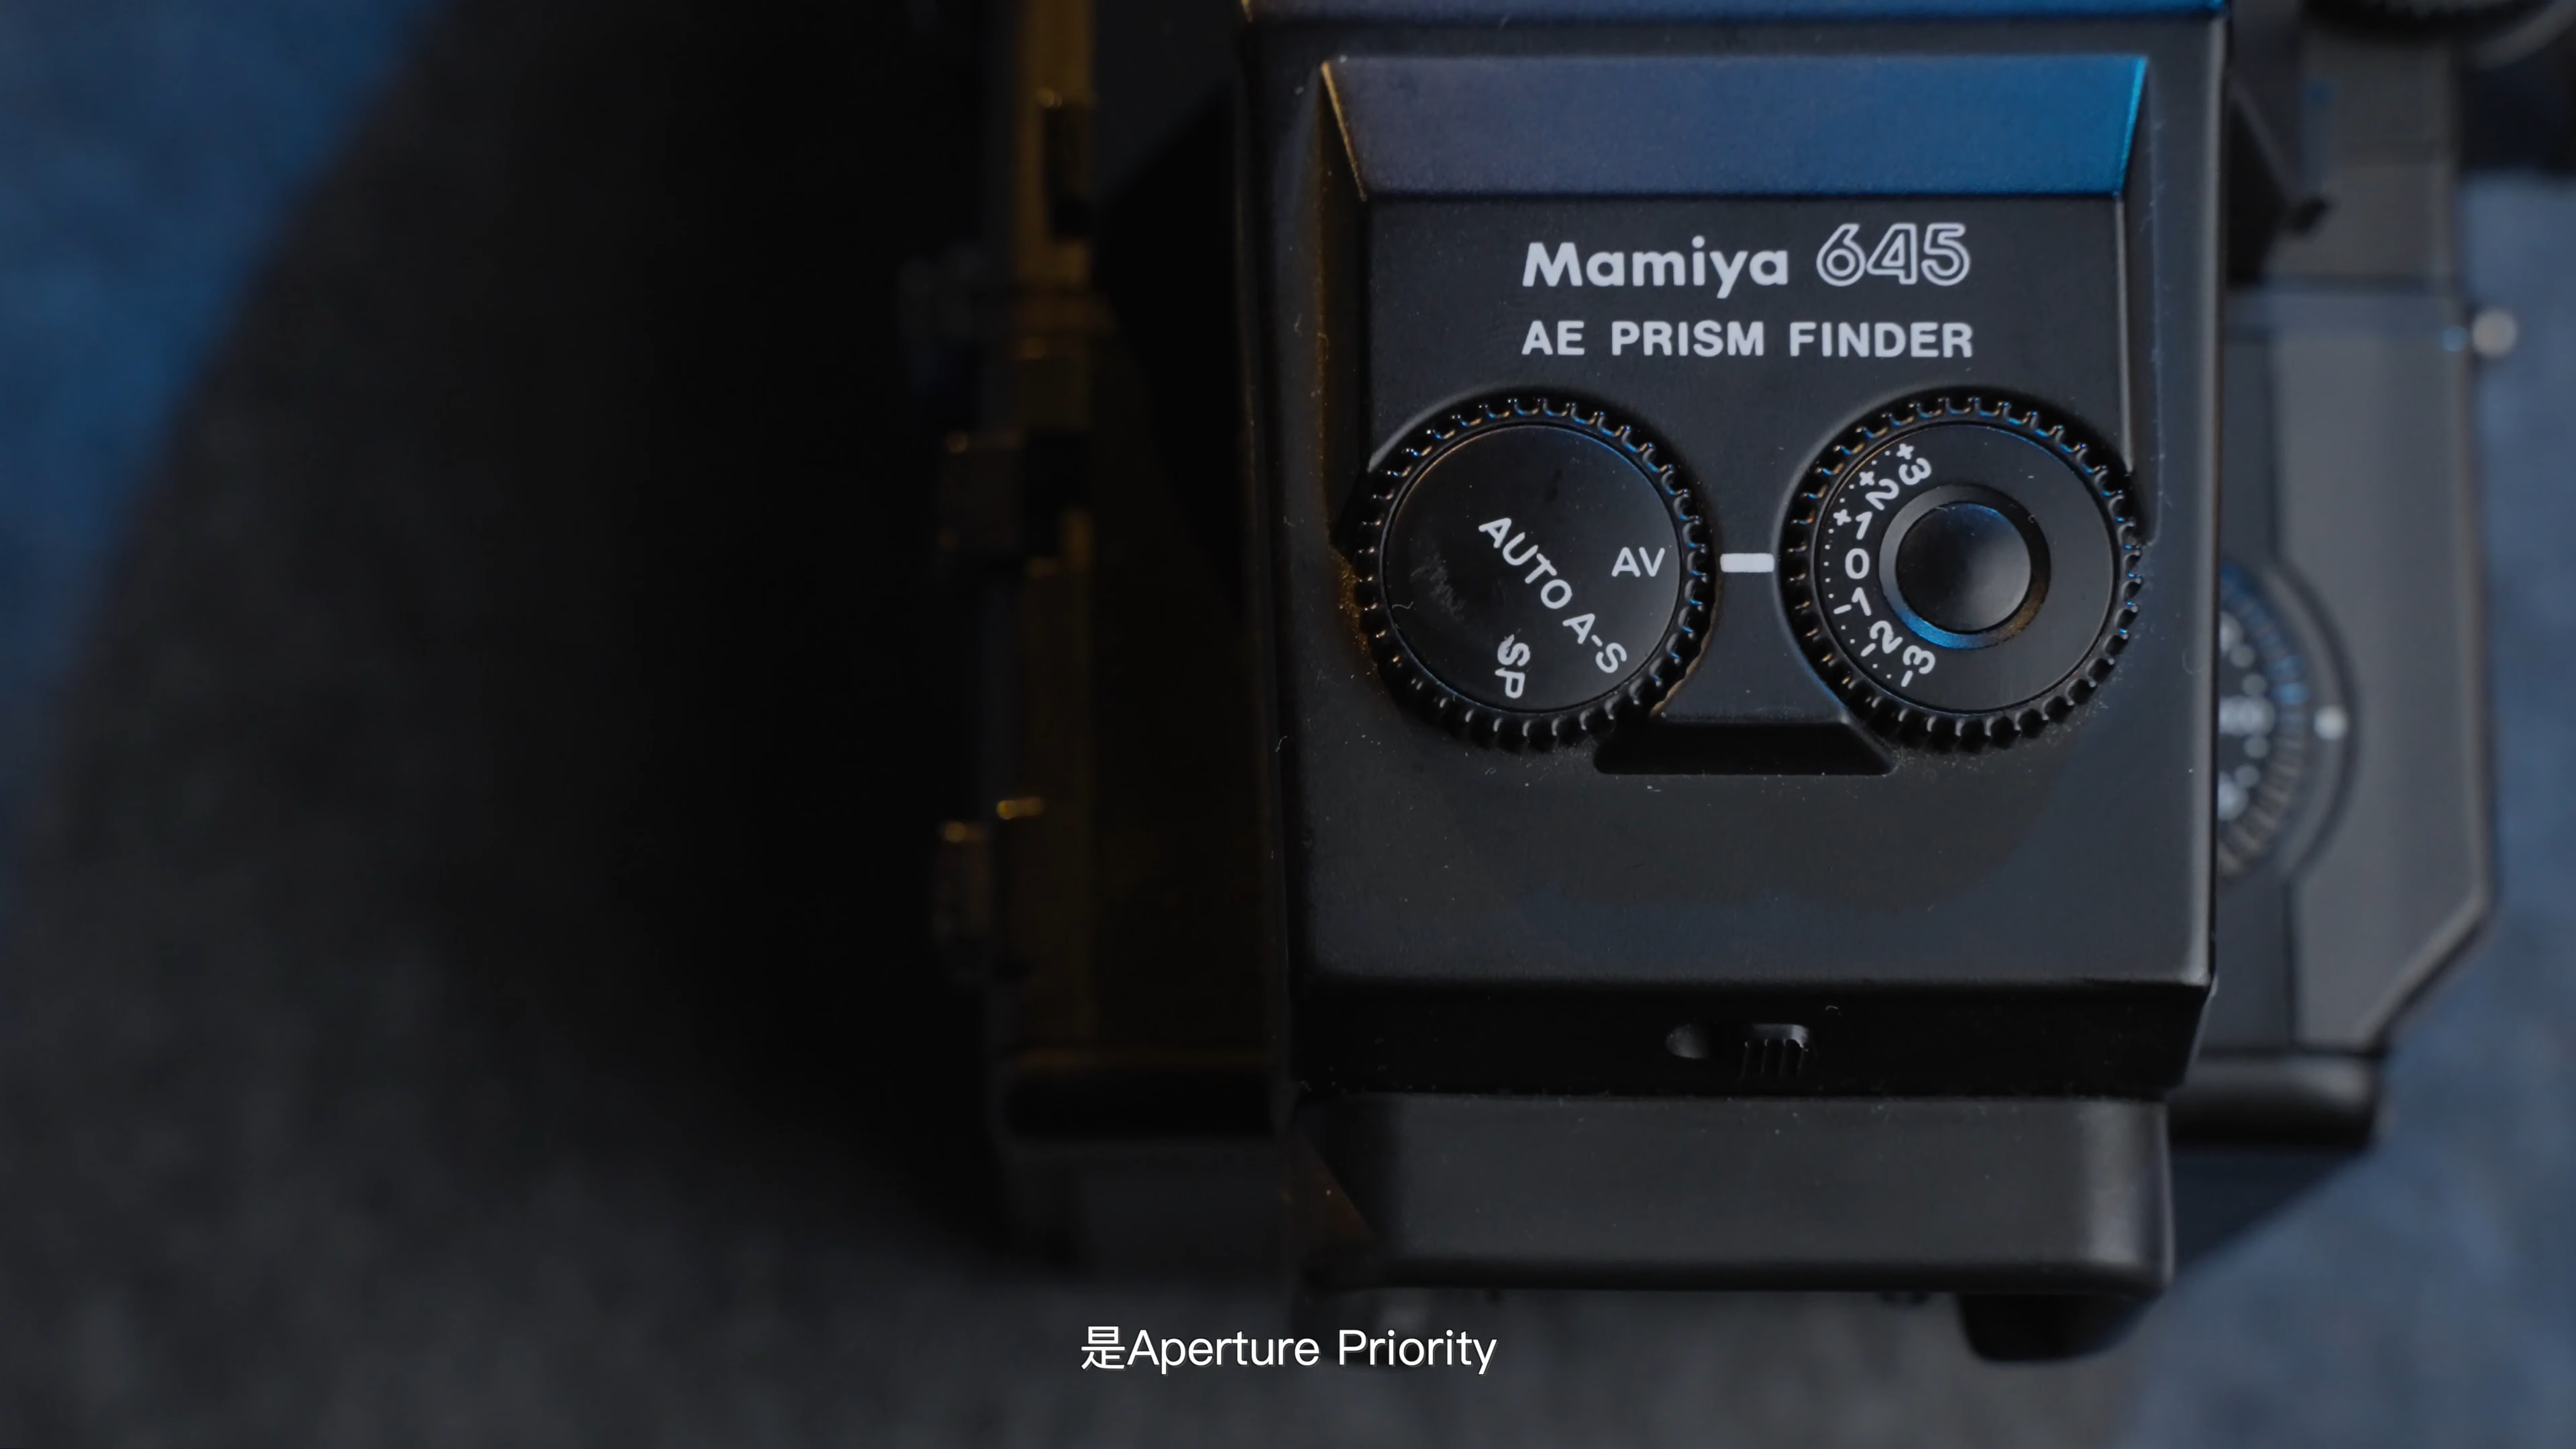 Mamiya 645
AE PRISM FINDER
AV
AUTO A-S
SP
+3
+2
+1
0
-1
-2
-3
是Aperture Priority